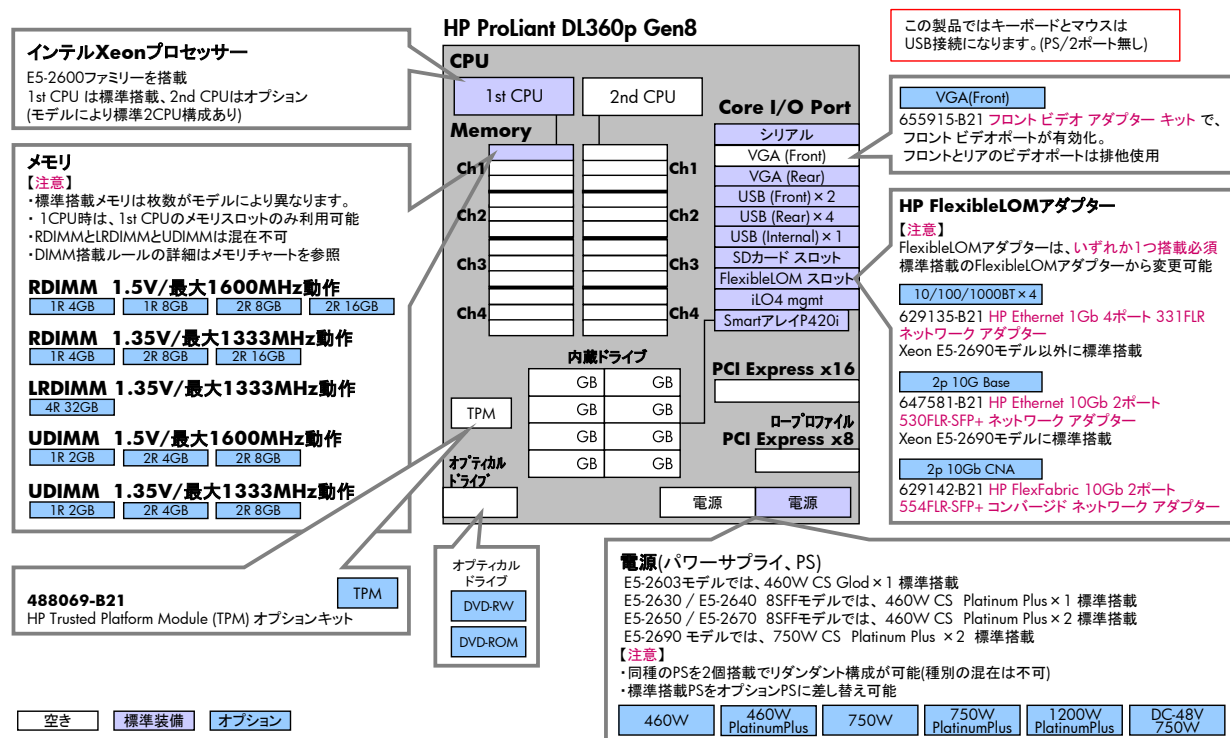 HP ProLiant DL360p Gen8
この製品ではキーボードとマウスは
USB接続になります。(PS/2ポート無し)
インテルXeonプロセッサー
E5-2600ファミリーを搭載
1st CPU は標準搭載、2nd CPUはオプション
(モデルにより標準2CPU構成あり)
メモリ
【注意】
・標準搭載メモリは枚数がモデルにより異なります。
・ 1CPU時は、1st CPUのメモリスロットのみ利用可能
・RDIMMとLRDIMMとUDIMMは混在不可
・DIMM搭載ルールの詳細はメモリチャートを参照
RDIMM 1.5V/最大1600MHz動作
1R 4GB 1R 8GB 2R 8GB 2R 16GB
RDIMM 1.35V/最大1333MHz動作
1R 4GB 2R 8GB 2R 16GB
LRDIMM 1.35V/最大1333MHz動作
4R 32GB
UDIMM 1.5V/最大1600MHz動作
1R 2GB 2R 4GB 2R 8GB
UDIMM 1.35V/最大1333MHz動作
1R 2GB 2R 4GB 2R 8GB
488069-B21
HP Trusted Platform Module (TPM) オプションキット
TPM
CPU
1st CPU 2nd CPU
Memory
Ch1 Ch1
Ch2 Ch2
Ch3 Ch3
Ch4 Ch4
Core I/O Port
シリアル
VGA (Front)
VGA (Rear)
USB (Front)×2
USB (Rear)×4
USB (Internal)×1
SDカード スロット
FlexibleLOM スロット
iLO4 mgmt
SmartアレイP420i
内蔵ドライブ
GB GB
GB GB
GB GB
GB GB
PCI Express x16
ロープロファイル
PCI Express x8
TPM
オプティカル
ドライブ
電源 電源
オプティカル
ドライブ
DVD-RW
DVD-ROM
VGA(Front)
655915-B21 フロント ビデオ アダプター キット で、
フロント ビデオポートが有効化。
フロントとリアのビデオポートは排他使用
HP FlexibleLOMアダプター
【注意】
FlexibleLOMアダプターは、いずれか1つ搭載必須
標準搭載のFlexibleLOMアダプターから変更可能
10/100/1000BT×4
629135-B21 HP Ethernet 1Gb 4ポート 331FLR
ネットワーク アダプター
Xeon E5-2690モデル以外に標準搭載
2p 10G Base
647581-B21 HP Ethernet 10Gb 2ポート
530FLR-SFP+ ネットワーク アダプター
Xeon E5-2690モデルに標準搭載
2p 10Gb CNA
629142-B21 HP FlexFabric 10Gb 2ポート
554FLR-SFP+ コンバージド ネットワーク アダプター
電源(パワーサプライ、PS)
E5-2603モデルでは、460W CS Glod×1 標準搭載
E5-2630 / E5-2640 8SFFモデルでは、 460W CS Platinum Plus×1 標準搭載
E5-2650 / E5-2670 8SFFモデルでは、 460W CS Platinum Plus×2 標準搭載
E5-2690 モデルでは、 750W CS Platinum Plus ×2 標準搭載
【注意】
・同種のPSを2個搭載でリダンダント構成が可能(種別の混在は不可)
・標準搭載PSをオプションPSに差し替え可能
460W 460W PlatinumPlus 750W 750W PlatinumPlus 1200W PlatinumPlus DC-48V 750W
空き 標準装備 オプション